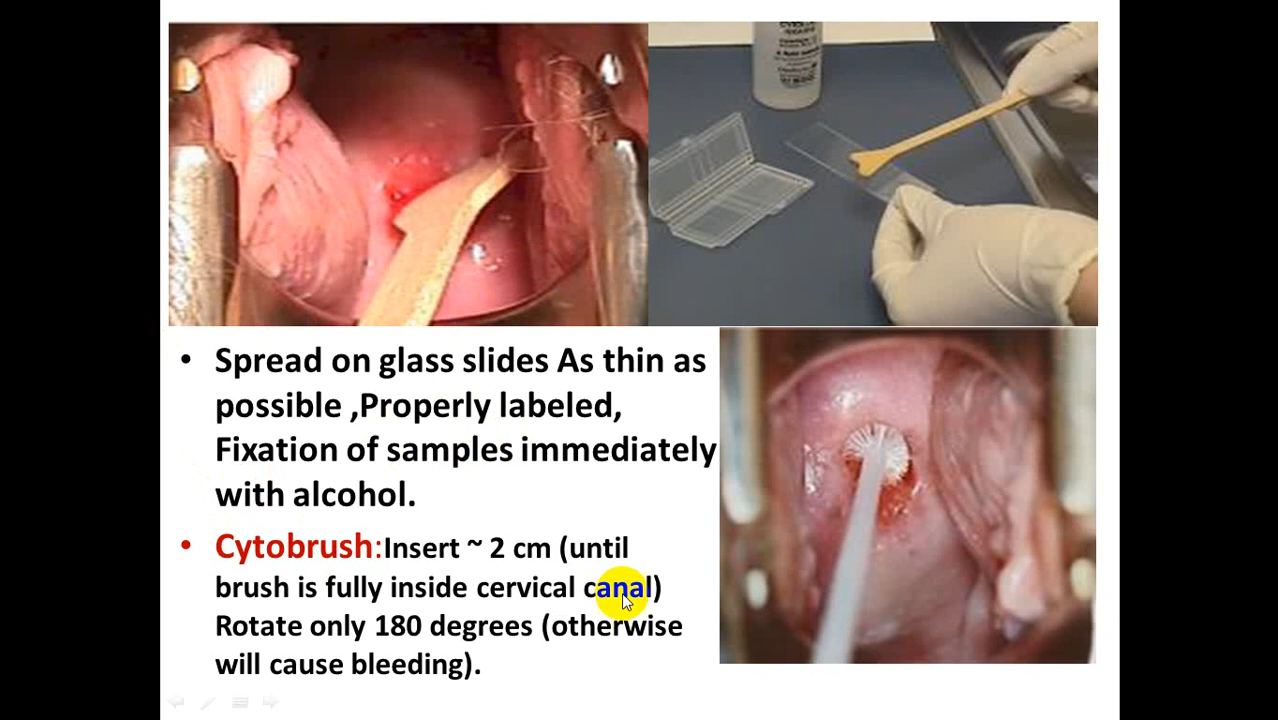 • Spread on glass slides As thin as
possible ,Properly labeled,
Fixation of samples immediately
with alcohol.
• Cytobrush:Insert ~ 2 cm (until
brush is fully inside cervical canal)
Rotate only 180 degrees (otherwise
will cause bleeding).